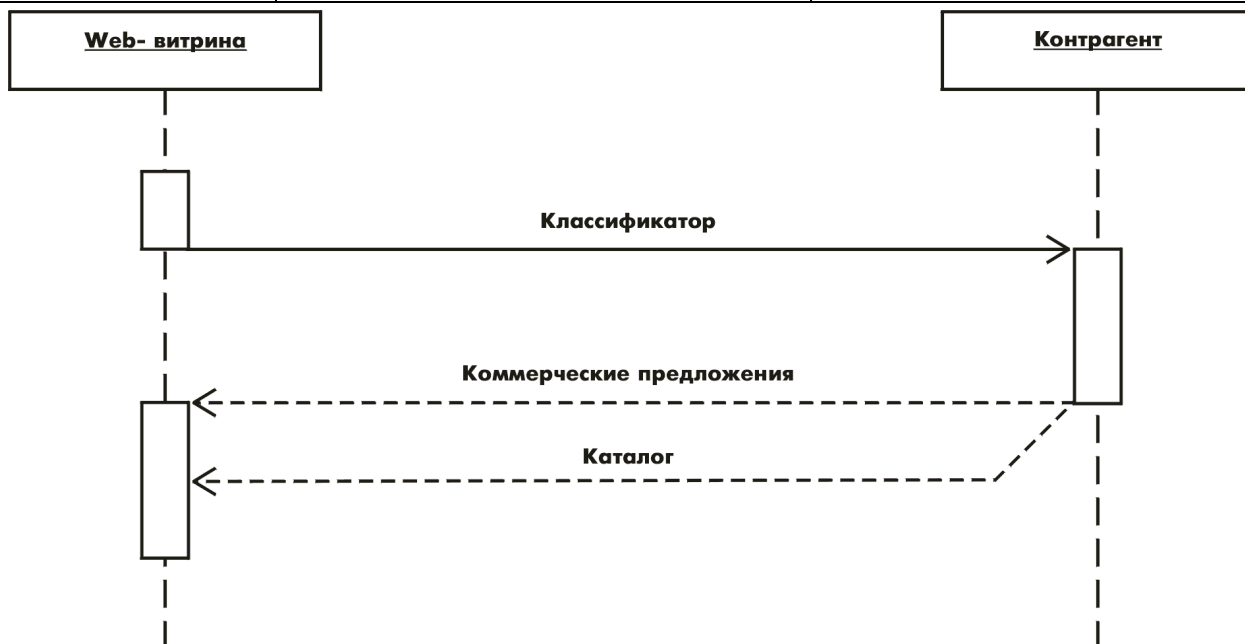 Web- витрина
Контрагент
Классификатор
Коммерческие предложения
Каталог